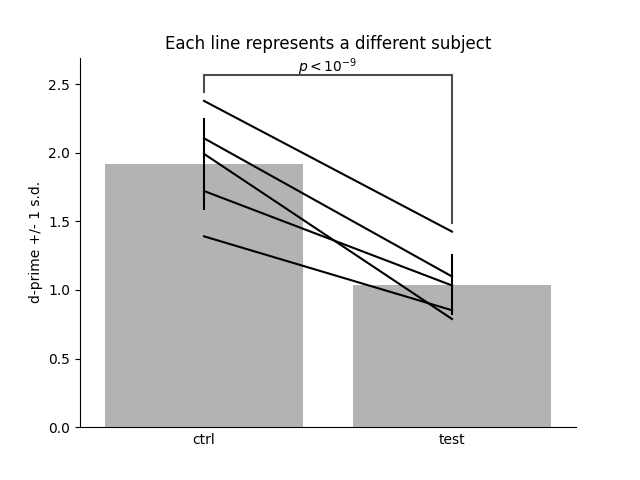 Each line represents a different subject
p < 10⁻⁹
2.5
2.0
1.5
1.0
0.5
0.0
d-prime +/- 1 s.d.
ctrl test